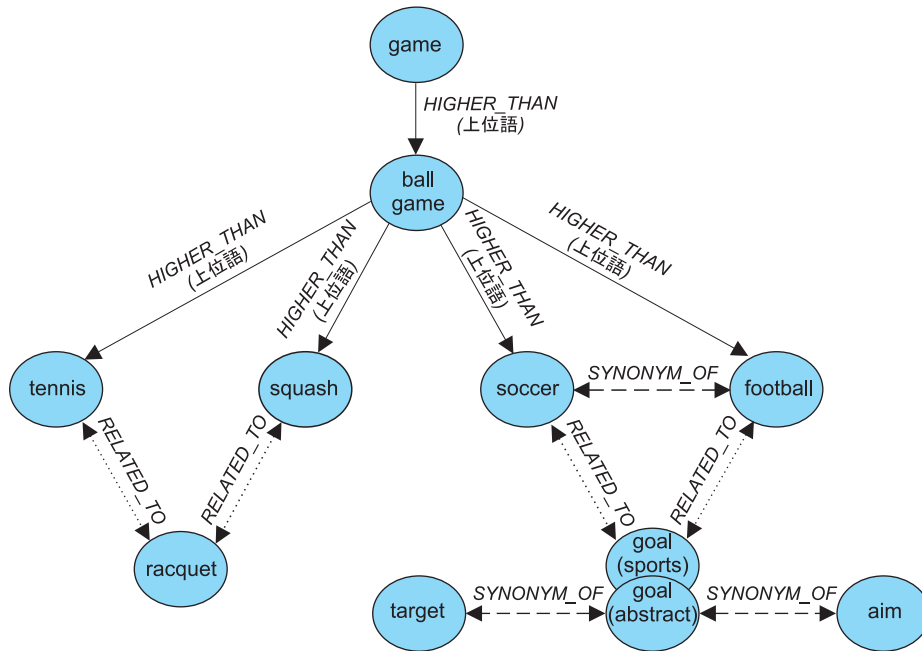 game
HIGHER_THAN
(上位語)
ball
game
HIGHER_THAN
(上位語)
HIGHER_THAN
(上位語)
HIGHER_THAN
(上位語)
HIGHER_THAN
(上位語)
tennis
squash
soccer
SYNONYM_OF
football
RELATED_TO
RELATED_TO
RELATED_TO
RELATED_TO
racquet
goal
(sports)
target
SYNONYM_OF
goal
(abstract)
SYNONYM_OF
aim